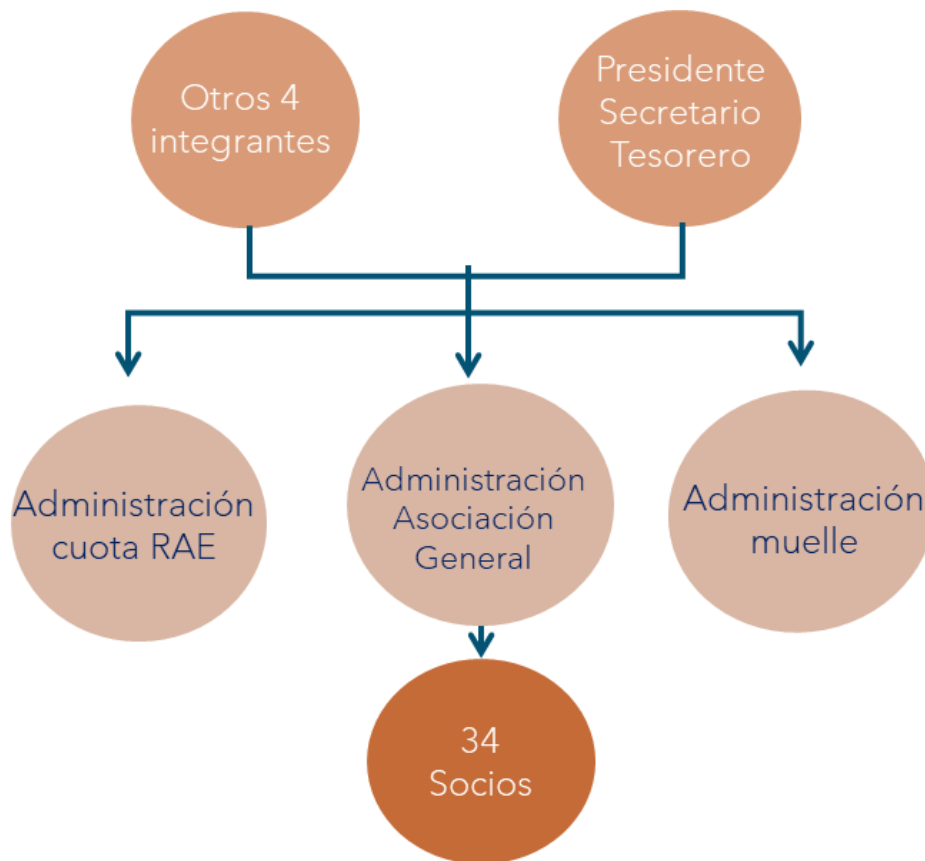 Otros 4
integrantes
Presidente
Secretario
Tesorero
Administración
cuota RAE
Administración
Asociación
General
Administración
muelle
34
Socios